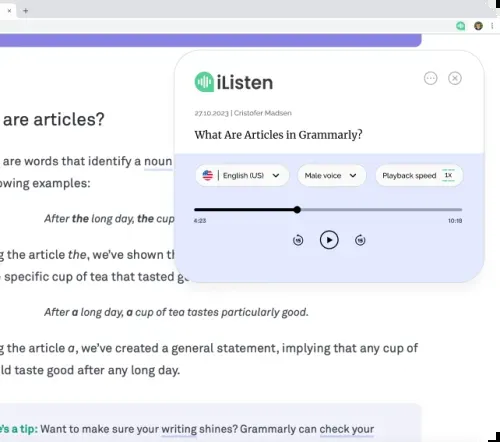 iListen
27.10.2023 | Cristofer Madsen
What Are Articles in Grammarly?
English (US)
Male voice
Playback speed 1X
4:23
10:18
15
15
are articles?
are words that identify a noun
owing examples:
After the long day, the cup
g the article the, we've shown th
e specific cup of tea that tasted go
After a long day, a cup of tea tastes particularly good.
g the article a, we've created a general statement, implying that any cup of
ld taste good after any long day.
e's a tip: Want to make sure your writing shines? Grammarly can check your